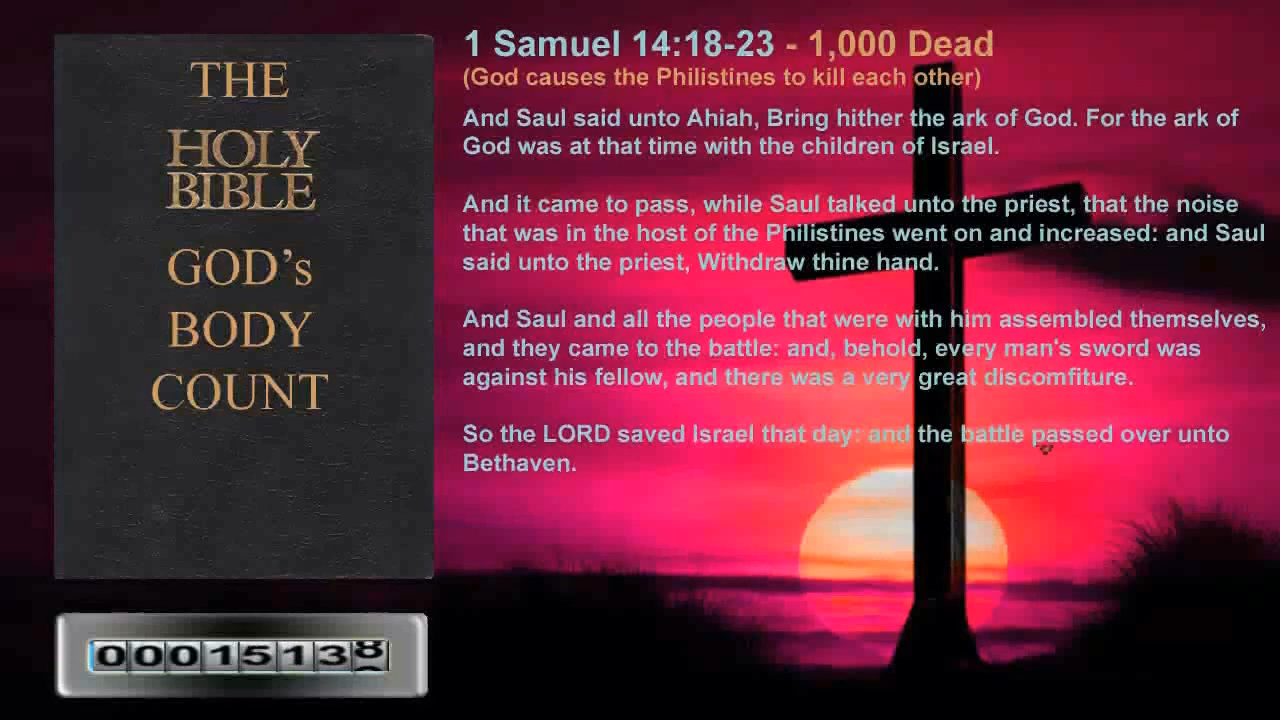 THE
HOLY
BIBLE
GOD's
BODY
COUNT
1 Samuel 14:18-23 - 1,000 Dead
(God causes the Philistines to kill each other)
And Saul said unto Ahiah, Bring hither the ark of God. For the ark of
God was at that time with the children of Israel.
And it came to pass, while Saul talked unto the priest, that the noise
that was in the host of the Philistines went on and increased: and Saul
said unto the priest, Withdraw thine hand.
And Saul and all the people that were with him assembled themselves,
and they came to the battle: and, behold, every man's sword was
against his fellow, and there was a very great discomfiture.
So the LORD saved Israel that day: and the battle passed over unto
Bethaven.
00015138